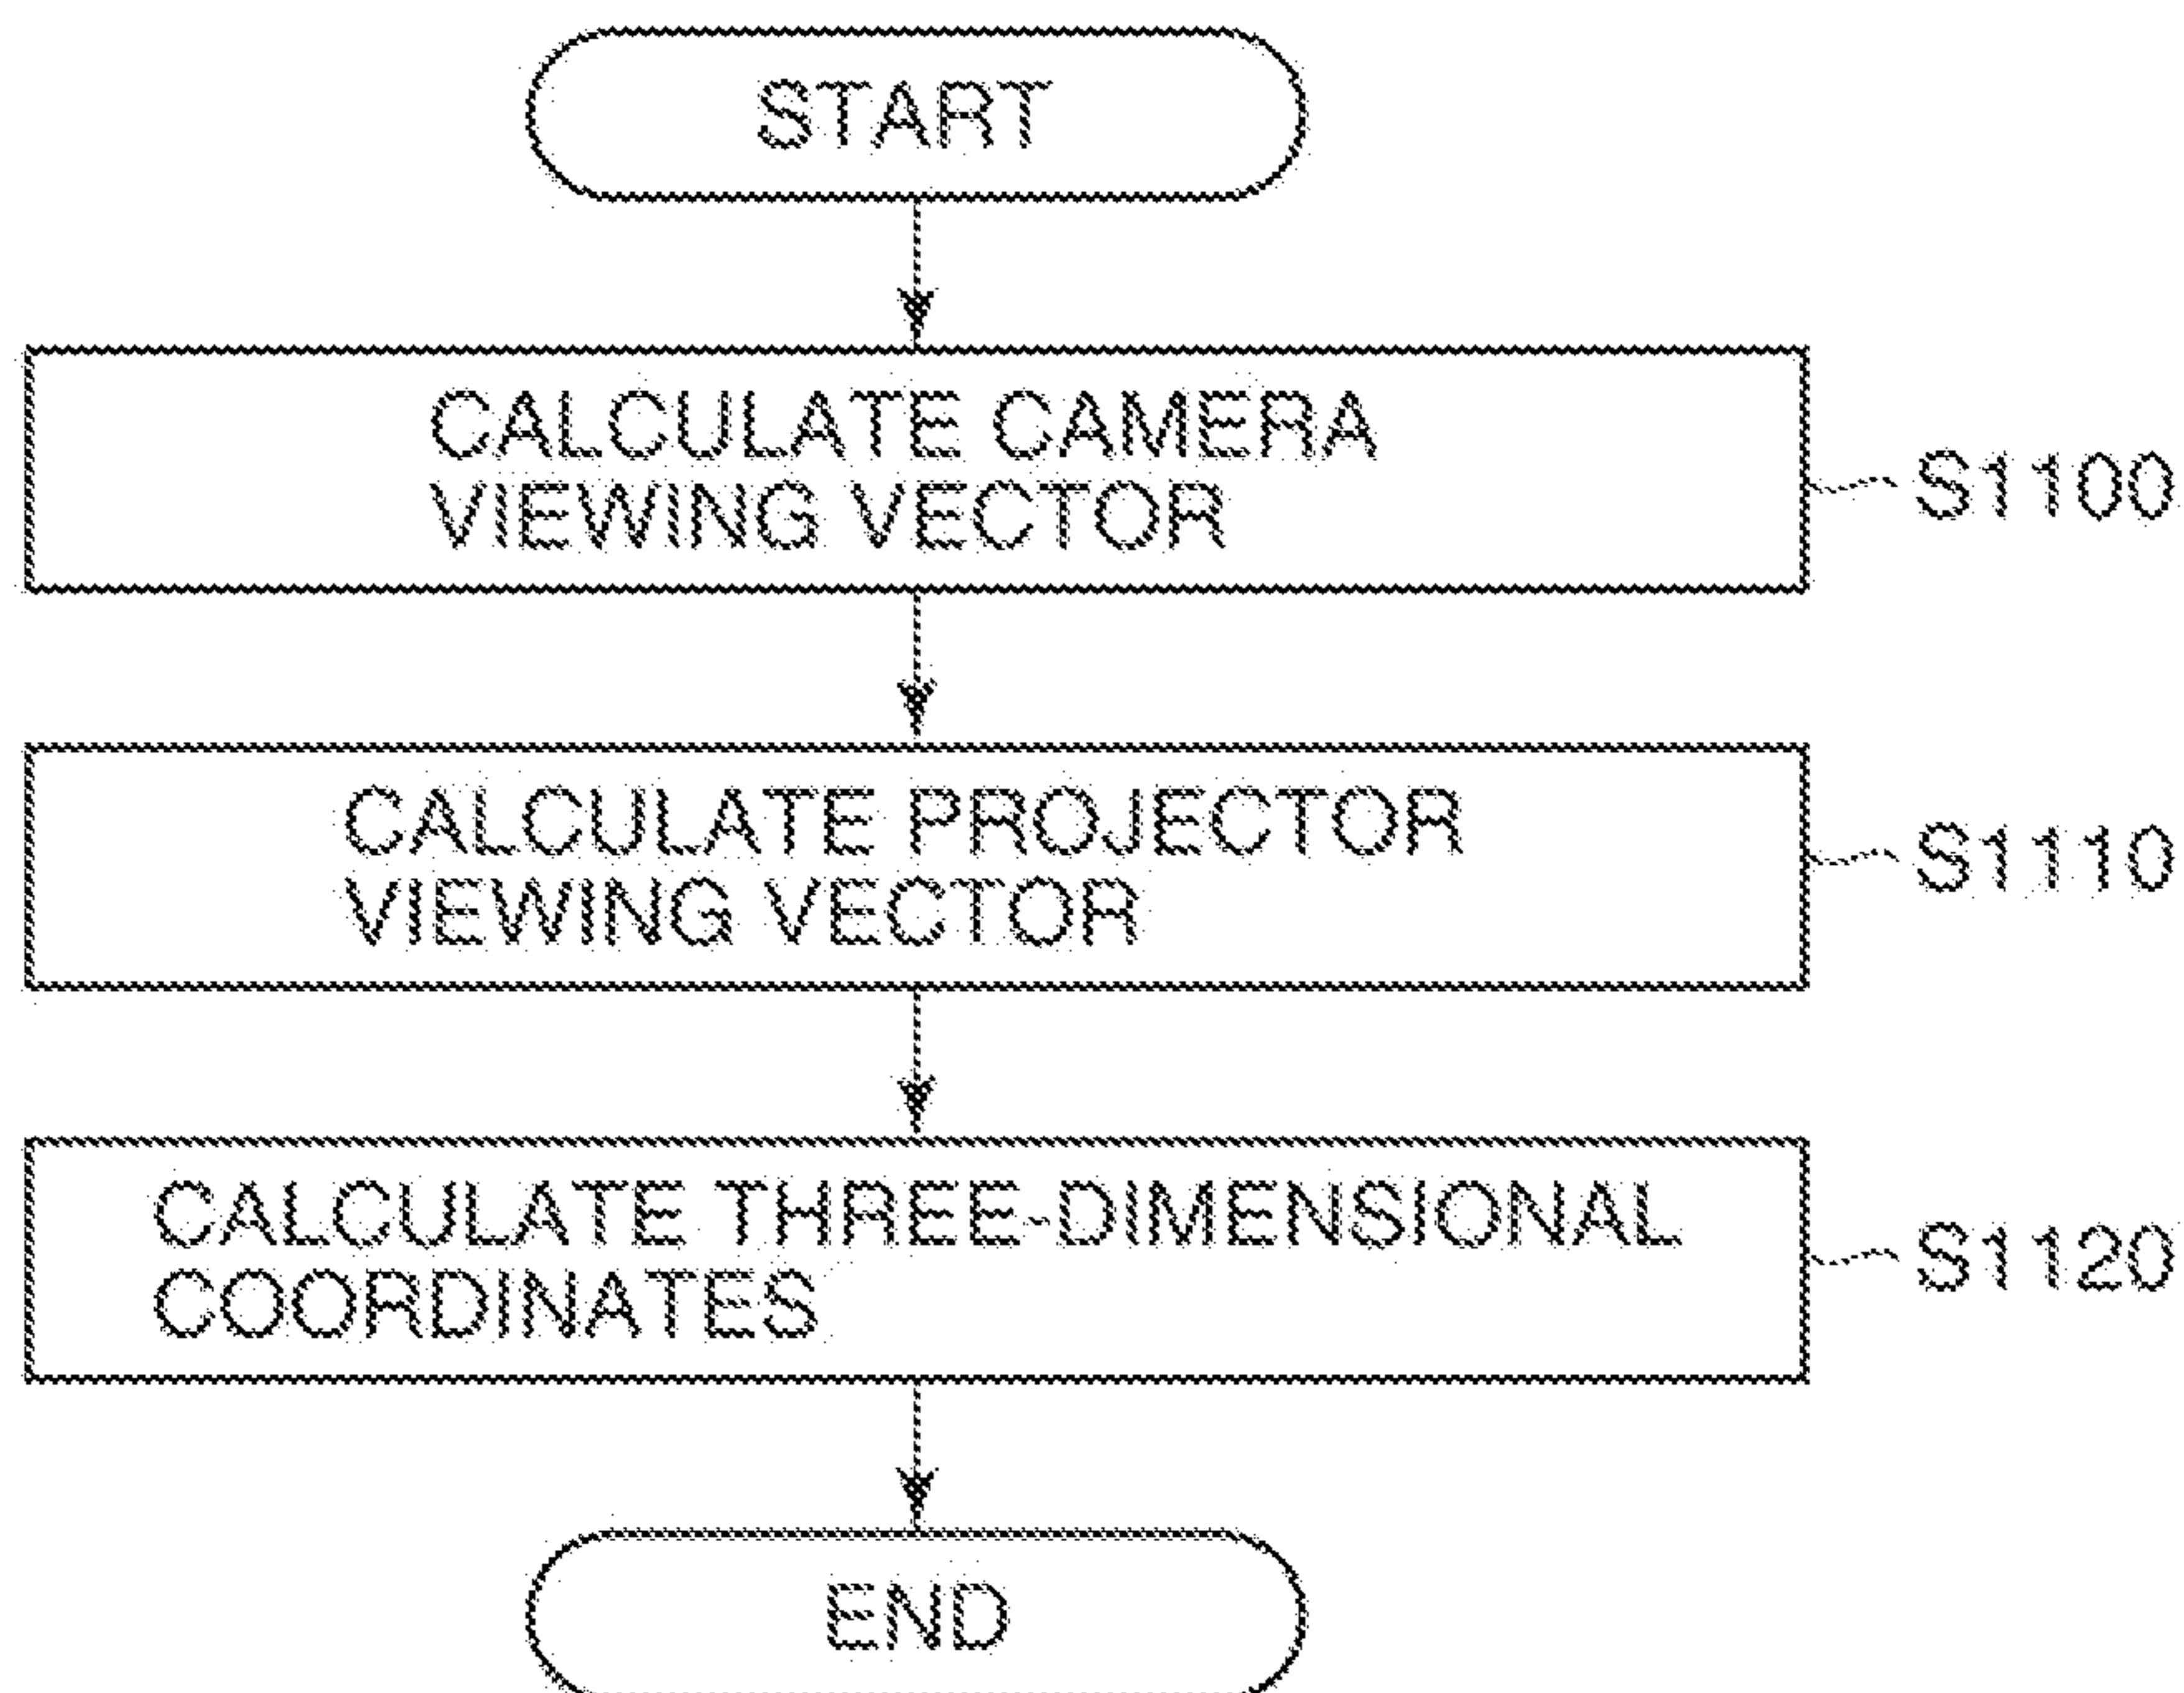 START
CALCULATE CAMERA
VIEWING VECTOR
S1100
CALCULATE PROJECTOR
VIEWING VECTOR
S1110
CALCULATE THREE-DIMENSIONAL
COORDINATES
S1120
END